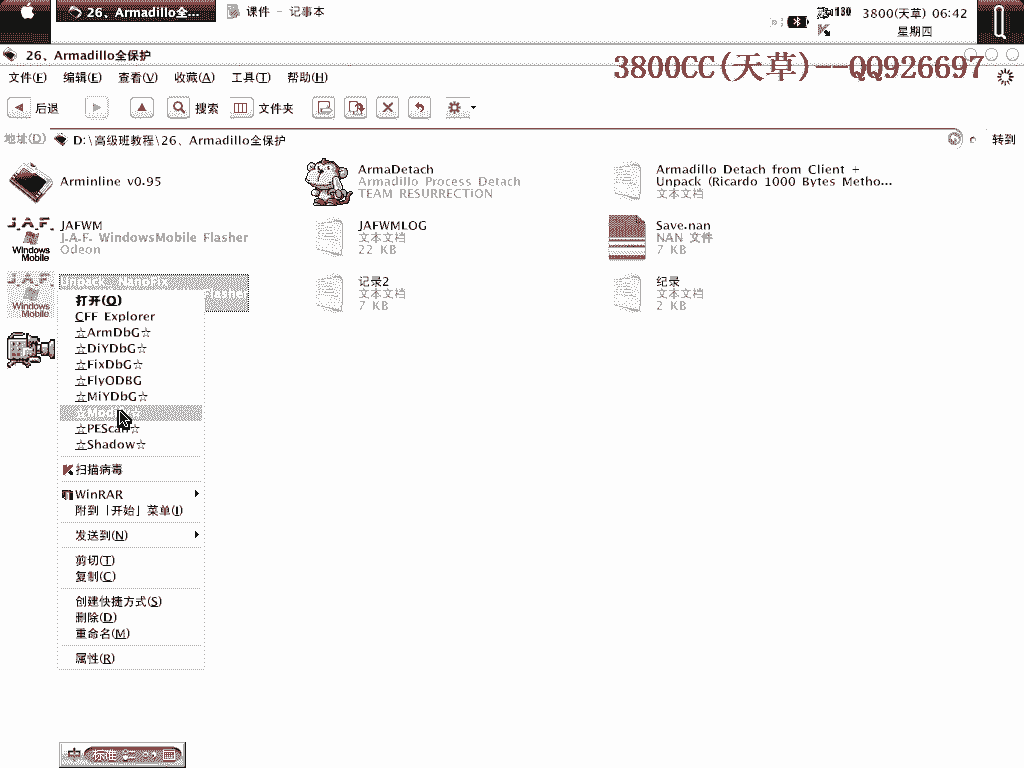 26、Armadillo全...
课件 - 记事本
130
3800(天草) 06:42
星期四
26、Armadillo全保护
3800CC(天草)--QQ926697
文件(F) 编辑(E) 查看(V) 收藏(A) 工具(T) 帮助(H)
后退 搜索 文件夹
地址(D) D:\高级班教程\26、Armadillo全保护 转到
Arminline v0.95
ArmaDetach
Armadillo Process Detach
TEAM RESURRECTiON
Armadillo Detach from Client +
Unpack (Ricardo 1000 Bytes Metho...
文本文档
J.A.F.
Windows
Mobile
JAFWM
J.A.F. WindowsMobile Flasher
Odeon
JAFWMLOG
文本文档
22 KB
Save.nan
NAN 文件
7 KB
J.A.F.
Windows
Mobile
Unpack_ NanoFix
Flasher
记录2
文本文档
7 KB
纪录
文本文档
2 KB
打开(O)
CFF Explorer
☆ArmDbG☆
☆DiYDbG☆
☆FixDbG☆
☆FlyODBG
☆MiYDbG☆
☆PEScan☆
☆Shadow☆
扫描病毒
WinRAR
附到「开始」菜单(I)
发送到(N)
剪切(T)
复制(C)
创建快捷方式(S)
删除(D)
重命名(M)
属性(R)
中 标准